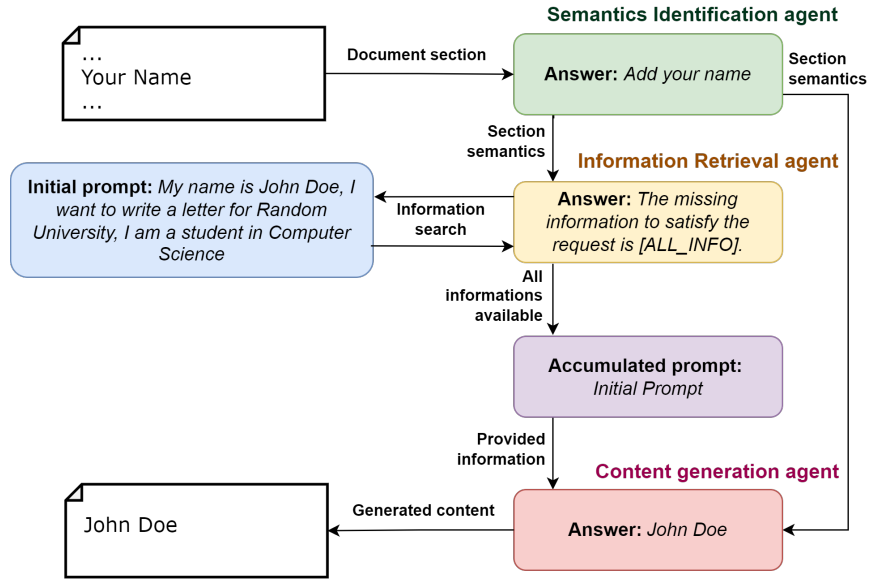 Semantics Identification agent
...
Your Name
...
Document section
Answer: Add your name
Section
semantics
Section
semantics
Information Retrieval agent
Initial prompt: My name is John Doe, I
want to write a letter for Random
University, I am a student in Computer
Science
Information
search
Answer: The missing
information to satisfy the
request is [ALL_INFO].
All
informations
available
Accumulated prompt:
Initial Prompt
Provided
information
Content generation agent
John Doe
Generated content
Answer: John Doe